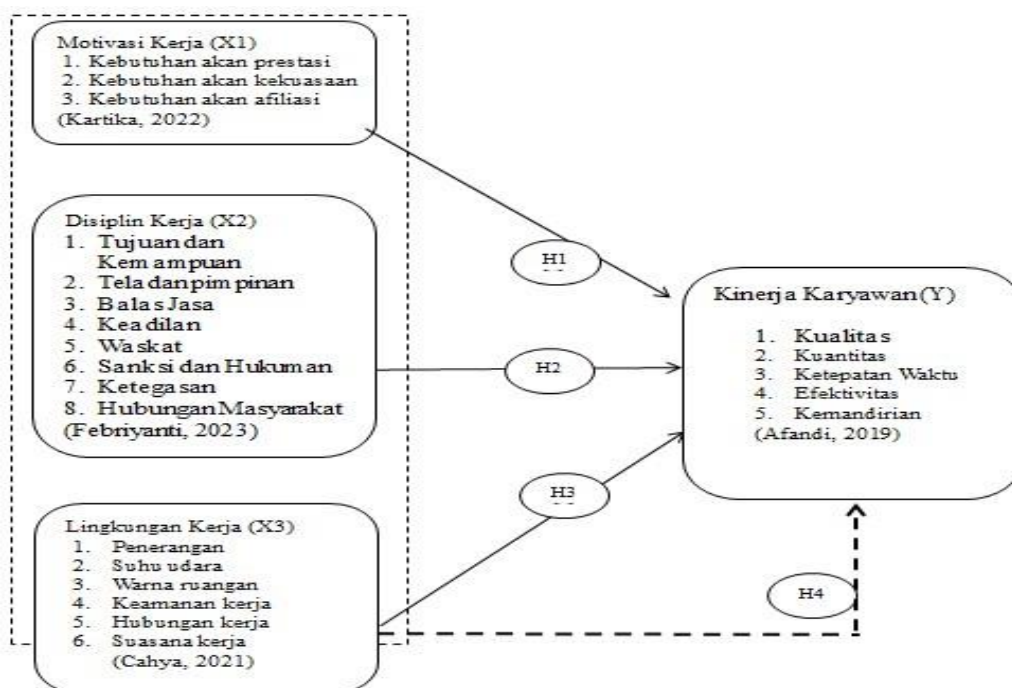 Motivasi Kerja (X1)
1. Kebutuhan akan prestasi
2. Kebutuhan akan kekuasaan
3. Kebutuhan akan afiliasi
(Kartika, 2022)
Disiplin Kerja (X2)
1. Tujuan dan
Kemampuan
2. Teladan pimpinan
3. Balas Jasa
4. Keadilan
5. Waskat
6. Sanksi dan Hukuman
7. Ketegasan
8. Hubungan Masyarakat
(Febriyanti, 2023)
Lingkungan Kerja (X3)
1. Penerangan
2. Suhu udara
3. Warna ruangan
4. Keamanan kerja
5. Hubungan kerja
6. Suasana kerja
(Cahya, 2021)
H1
H2
H3
H4
Kinerja Karyawan (Y)
1. Kualitas
2. Kuantitas
3. Ketepatan Waktu
4. Efektivitas
5. Kemandirian
(Afandi, 2019)